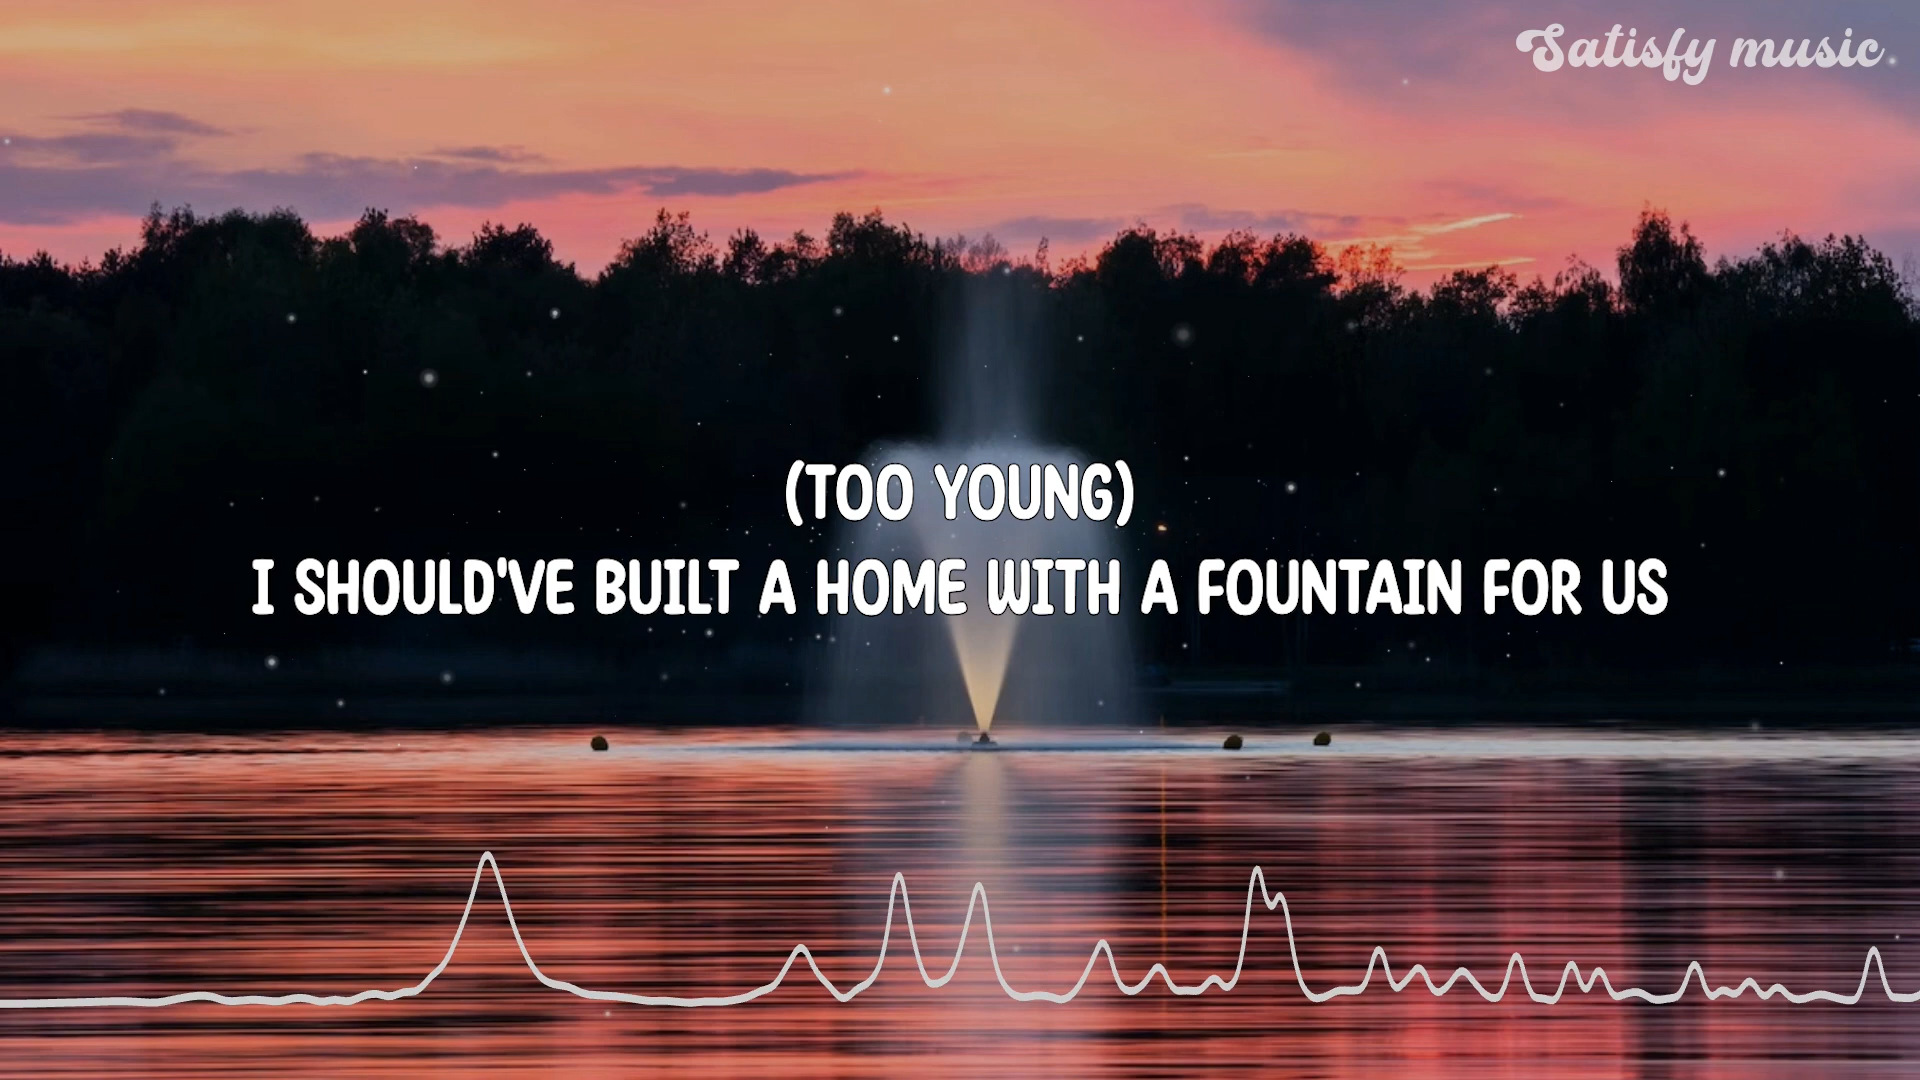 Satisfy music
(TOO YOUNG)
I SHOULD'VE BUILT A HOME WITH A FOUNTAIN FOR US